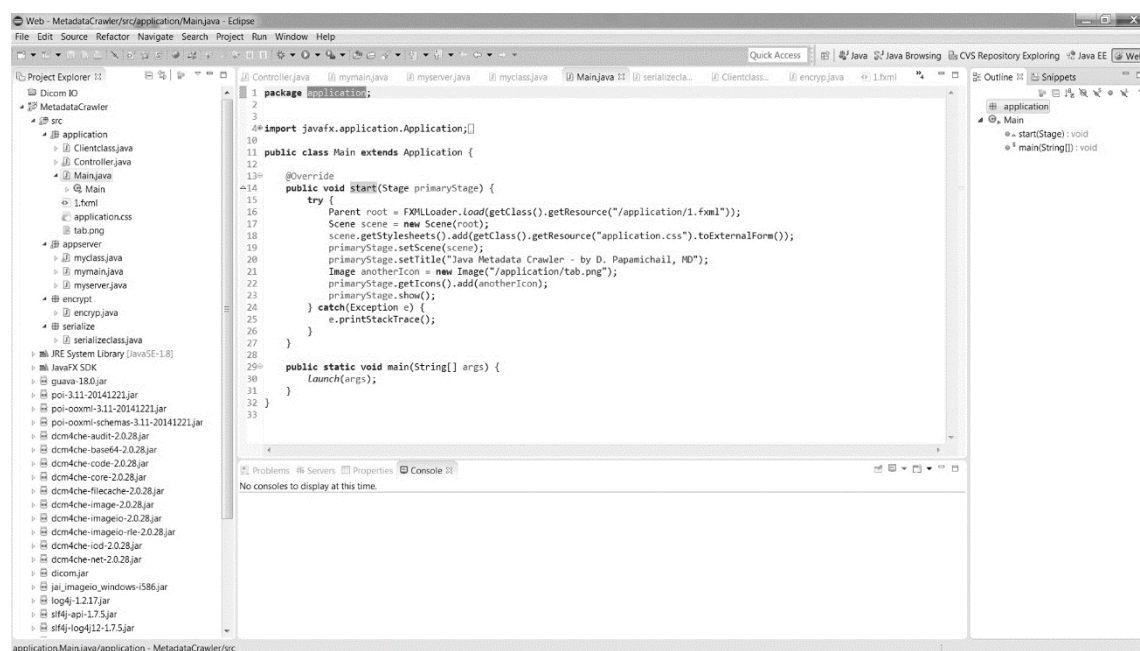 Web - MetadataCrawler/src/application/Main.java - Eclipse
File Edit Source Refactor Navigate Search Project Run Window Help
Quick Access
Java
Java Browsing
CVS Repository Exploring
Java EE
Web
Project Explorer
Dicom IO
MetadataCrawler
src
application
Clientclass.java
Controller.java
Main.java
Main
1.fxml
application.css
tab.png
appserver
myclass.java
mymain.java
myserver.java
encrypt
encryp.java
serialize
serializeclass.java
JRE System Library [JavaSE-1.8]
JavaFX SDK
guava-18.0.jar
poi-3.11-20141221.jar
poi-ooxml-3.11-20141221.jar
poi-ooxml-schemas-3.11-20141221.jar
dcm4che-audit-2.0.28.jar
dcm4che-base64-2.0.28.jar
dcm4che-code-2.0.28.jar
dcm4che-core-2.0.28.jar
dcm4che-filecache-2.0.28.jar
dcm4che-image-2.0.28.jar
dcm4che-imageio-2.0.28.jar
dcm4che-imageio-rle-2.0.28.jar
dcm4che-iod-2.0.28.jar
dcm4che-net-2.0.28.jar
dicom.jar
jai_imageio_windows-i586.jar
log4j-1.2.17.jar
slf4j-api-1.7.5.jar
slf4j-log4j12-1.7.5.jar
Controller.java mymain.java myserver.java myclass.java Main.java serializecla... Clientclass... encryp.java 1.fxml
1 package application;
2
3
4 import javafx.application.Application;
10
11 public class Main extends Application {
12
13 @Override
14 public void start(Stage primaryStage) {
15 try {
16 Parent root = FXMLLoader.load(getClass().getResource("/application/1.fxml"));
17 Scene scene = new Scene(root);
18 scene.getStylesheets().add(getClass().getResource("application.css").toExternalForm());
19 primaryStage.setScene(scene);
20 primaryStage.setTitle("Java Metadata Crawler - by D. Papamichail, MD");
21 Image anotherIcon = new Image("/application/tab.png");
22 primaryStage.getIcons().add(anotherIcon);
23 primaryStage.show();
24 } catch(Exception e) {
25 e.printStackTrace();
26 }
27 }
28
29 public static void main(String[] args) {
30 launch(args);
31 }
32 }
33
Problems Servers Properties Console
No consoles to display at this time.
Outline Snippets
application
Main
start(Stage) : void
main(String[]) : void
application.Main.java/application - MetadataCrawler/src